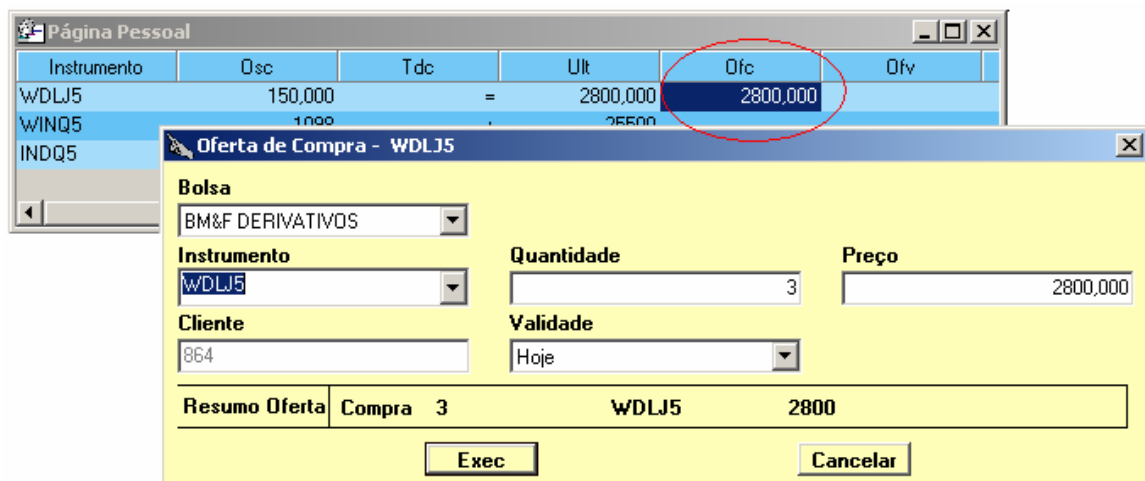 Página Pessoal
Instrumento Osc Tdc Ult Ofc Ofv
WDLJ5 150,000 = 2800,000 2800,000
WINQ5 1098 25500
INDQ5
Oferta de Compra - WDLJ5
Bolsa
BM&F DERIVATIVOS
Instrumento Quantidade Preço
WDLJ5 3 2800,000
Cliente Validade
864 Hoje
Resumo Oferta Compra 3 WDLJ5 2800
Exec Cancelar